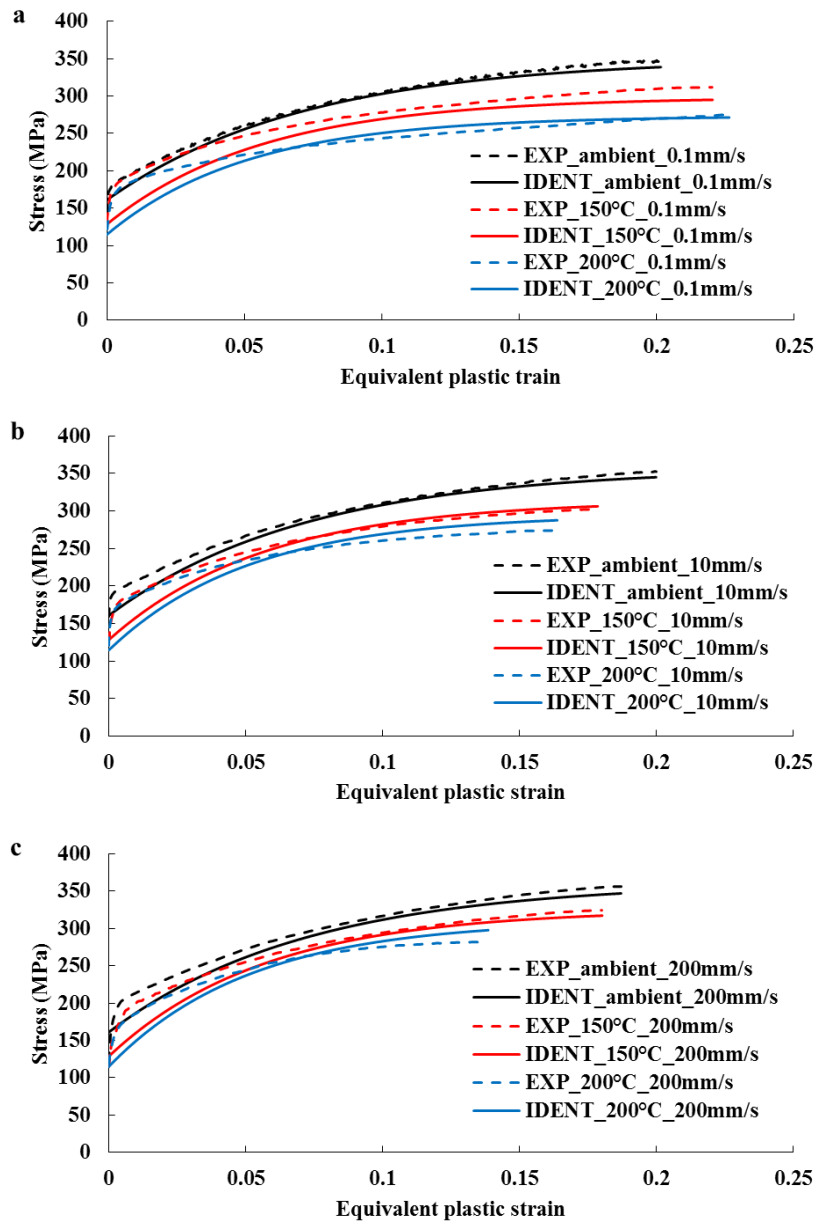 a
400
350
300
250
200
150
100
50
0
Stress (MPa)
EXP_ambient_0.1mm/s
IDENT_ambient_0.1mm/s
EXP_150°C_0.1mm/s
IDENT_150°C_0.1mm/s
EXP_200°C_0.1mm/s
IDENT_200°C_0.1mm/s
0 0.05 0.1 0.15 0.2 0.25
Equivalent plastic train
b
400
350
300
250
200
150
100
50
0
Stress (MPa)
EXP_ambient_10mm/s
IDENT_ambient_10mm/s
EXP_150°C_10mm/s
IDENT_150°C_10mm/s
EXP_200°C_10mm/s
IDENT_200°C_10mm/s
0 0.05 0.1 0.15 0.2 0.25
Equivalent plastic strain
c
400
350
300
250
200
150
100
50
0
Stress (MPa)
EXP_ambient_200mm/s
IDENT_ambient_200mm/s
EXP_150°C_200mm/s
IDENT_150°C_200mm/s
EXP_200°C_200mm/s
IDENT_200°C_200mm/s
0 0.05 0.1 0.15 0.2 0.25
Equivalent plastic strain